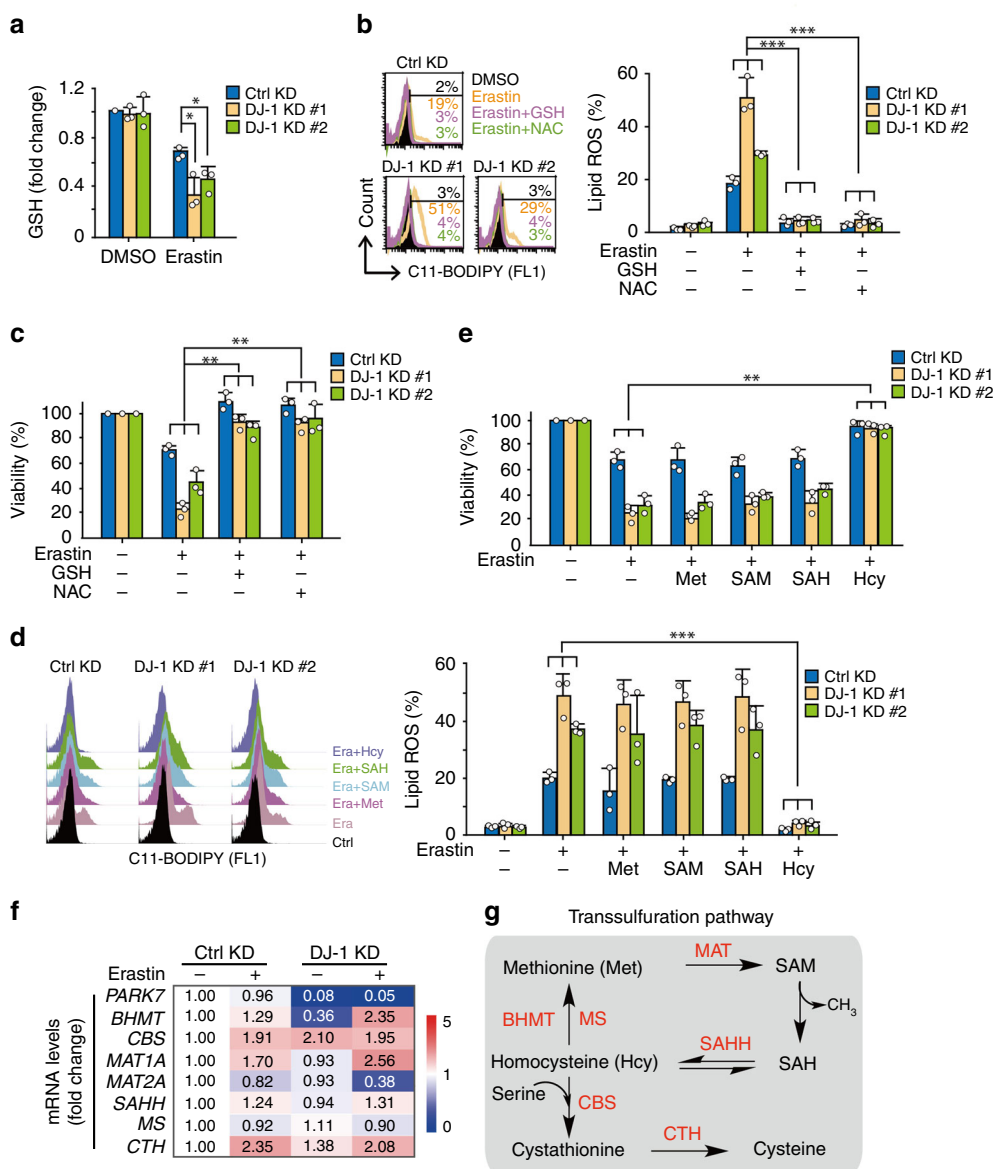 a
GSH (fold change)
1.2
0.8
0.4
0
Ctrl KD
DJ-1 KD #1
DJ-1 KD #2
*
*
DMSO Erastin
b
Ctrl KD
2%
19%
3%
3%
DMSO
Erastin
Erastin+GSH
Erastin+NAC
DJ-1 KD #1 DJ-1 KD #2
3%
51%
4%
4%
3%
29%
4%
3%
Count
C11-BODIPY (FL1)
***
***
Lipid ROS (%)
60
40
20
0
Ctrl KD
DJ-1 KD #1
DJ-1 KD #2
Erastin – + + +
GSH – – + –
NAC – – – +
c
**
**
Ctrl KD
DJ-1 KD #1
DJ-1 KD #2
Viability (%)
100
80
60
40
20
0
Erastin – + + +
GSH – – + –
NAC – – – +
e
Ctrl KD
DJ-1 KD #1
DJ-1 KD #2
**
Viability (%)
100
80
60
40
20
0
Erastin – + + + + +
– – Met SAM SAH Hcy
d
Ctrl KD DJ-1 KD #1 DJ-1 KD #2
Era+Hcy
Era+SAH
Era+SAM
Era+Met
Era
Ctrl
C11-BODIPY (FL1)
***
Ctrl KD
DJ-1 KD #1
DJ-1 KD #2
Lipid ROS (%)
60
40
20
0
Erastin – + + + + +
– – Met SAM SAH Hcy
f
Ctrl KD DJ-1 KD
Erastin – + – +
mRNA levels
(fold change)
PARK7 1.00 0.96 0.08 0.05
BHMT 1.00 1.29 0.36 2.35
CBS 1.00 1.91 2.10 1.95
MAT1A 1.00 1.70 0.93 2.56
MAT2A 1.00 0.82 0.93 0.38
SAHH 1.00 1.24 0.94 1.31
MS 1.00 0.92 1.11 0.90
CTH 1.00 2.35 1.38 2.08
5
1
0
g
Transsulfuration pathway
Methionine (Met) MAT SAM
CH3
BHMT MS
SAHH
Homocysteine (Hcy) SAH
Serine
CBS
Cystathionine CTH Cysteine